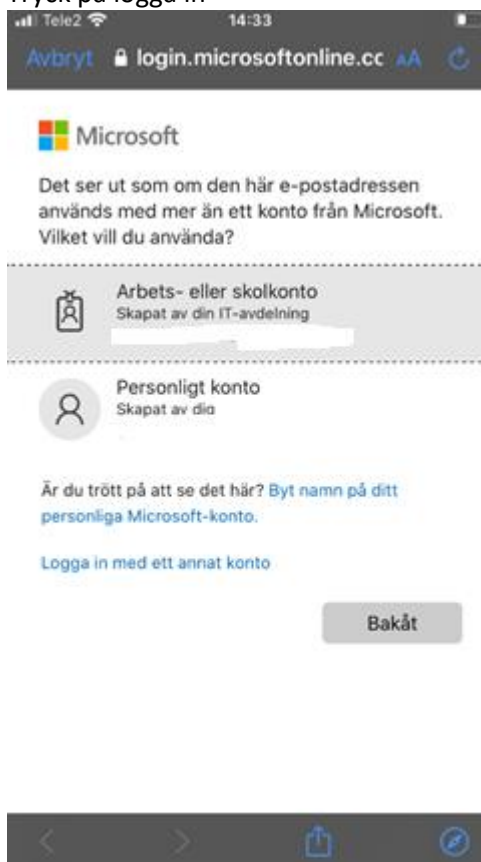 Tryck på logga in
Tele2 14:33
Avbryt login.microsoftonline.cc AA
Microsoft
Det ser ut som om den här e-postadressen
används med mer än ett konto från Microsoft.
Vilket vill du använda?
Arbets- eller skolkonto
Skapat av din IT-avdelning
Personligt konto
Skapat av dig
Är du trött på att se det här? Byt namn på ditt
personliga Microsoft-konto.
Logga in med ett annat konto
Bakåt